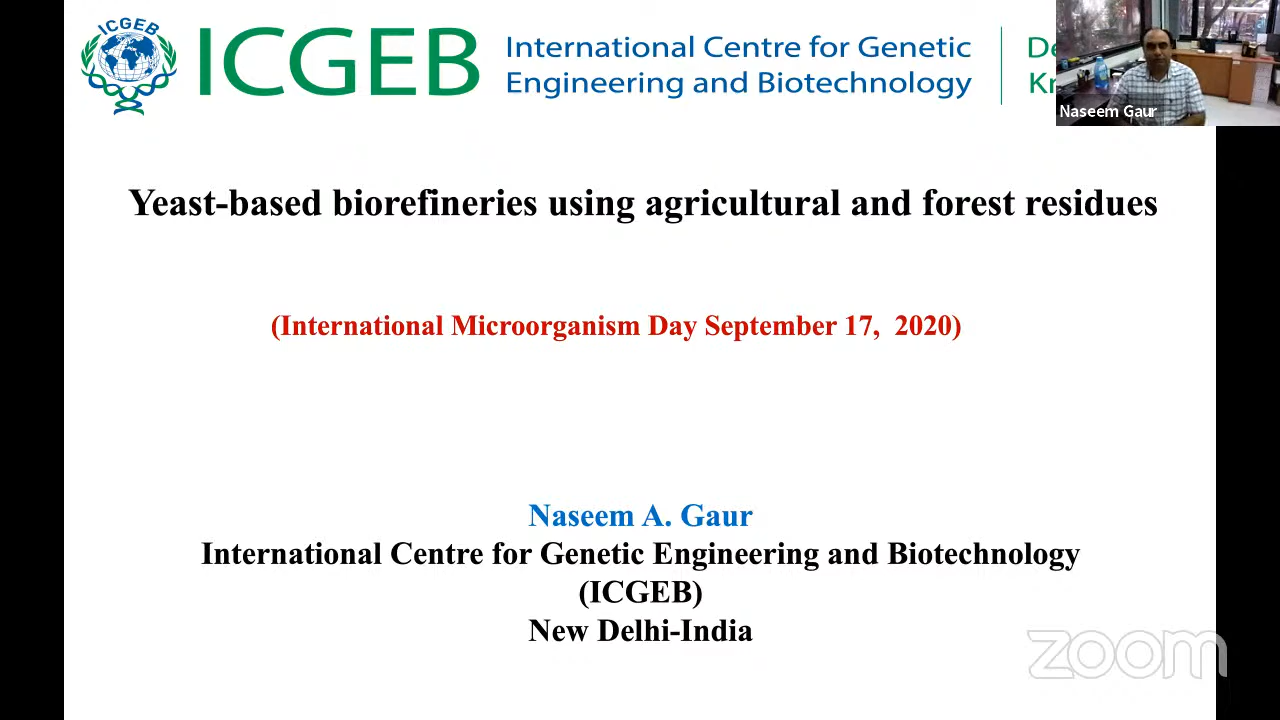 ICGEB
ICGEB
International Centre for Genetic
Engineering and Biotechnology
Naseem Gaur
Yeast-based biorefineries using agricultural and forest residues
(International Microorganism Day September 17, 2020)
Naseem A. Gaur
International Centre for Genetic Engineering and Biotechnology
(ICGEB)
New Delhi-India
zoom